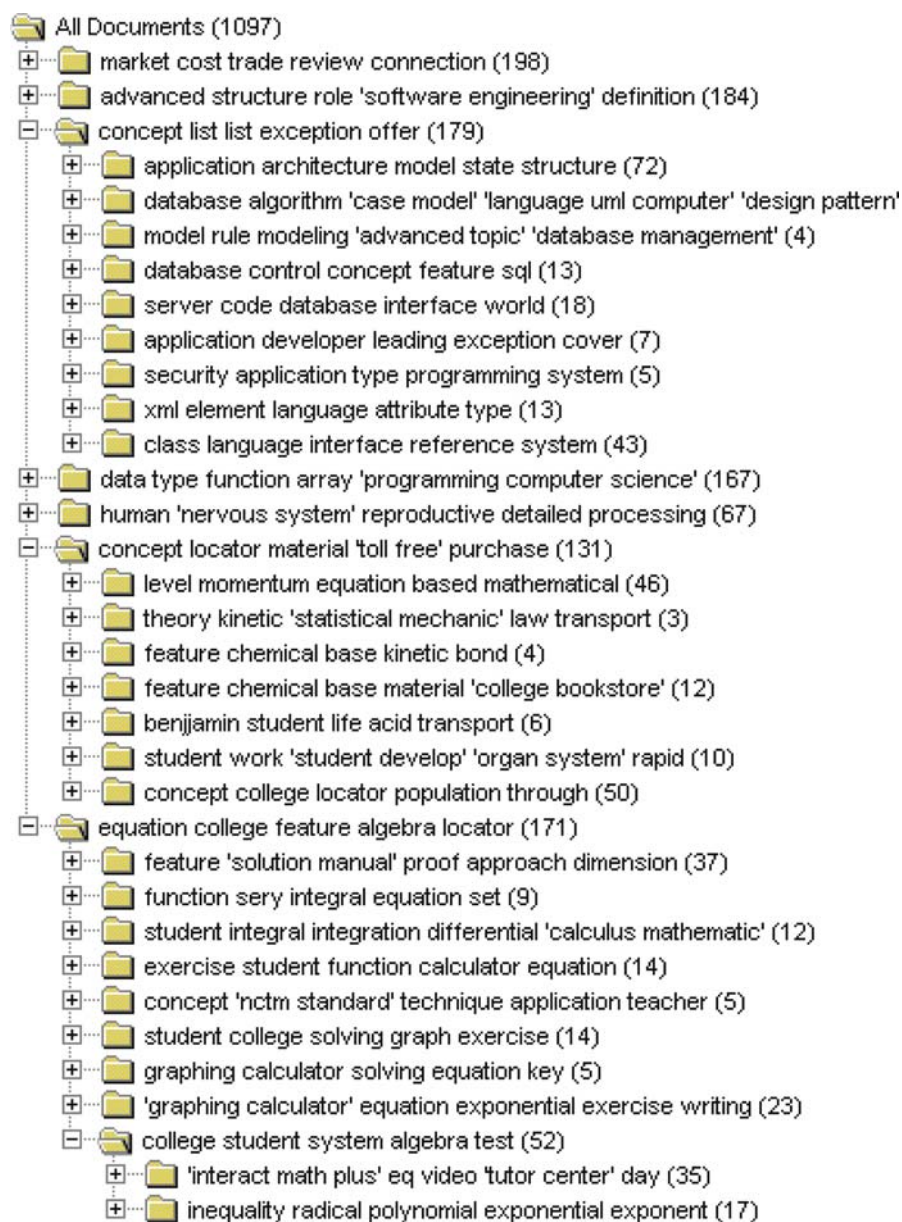 All Documents (1097)
market cost trade review connection (198)
advanced structure role 'software engineering' definition (184)
concept list list exception offer (179)
application architecture model state structure (72)
database algorithm 'case model' 'language uml computer' 'design pattern'
model rule modeling 'advanced topic' 'database management' (4)
database control concept feature sql (13)
server code database interface world (18)
application developer leading exception cover (7)
security application type programming system (5)
xml element language attribute type (13)
class language interface reference system (43)
data type function array 'programming computer science' (167)
human 'nervous system' reproductive detailed processing (67)
concept locator material 'toll free' purchase (131)
level momentum equation based mathematical (46)
theory kinetic 'statistical mechanic' law transport (3)
feature chemical base kinetic bond (4)
feature chemical base material 'college bookstore' (12)
benjjamin student life acid transport (6)
student work 'student develop' 'organ system' rapid (10)
concept college locator population through (50)
equation college feature algebra locator (171)
feature 'solution manual' proof approach dimension (37)
function sery integral equation set (9)
student integral integration differential 'calculus mathematic' (12)
exercise student function calculator equation (14)
concept 'nctm standard' technique application teacher (5)
student college solving graph exercise (14)
graphing calculator solving equation key (5)
'graphing calculator' equation exponential exercise writing (23)
college student system algebra test (52)
'interact math plus' eq video 'tutor center' day (35)
inequality radical polynomial exponential exponent (17)